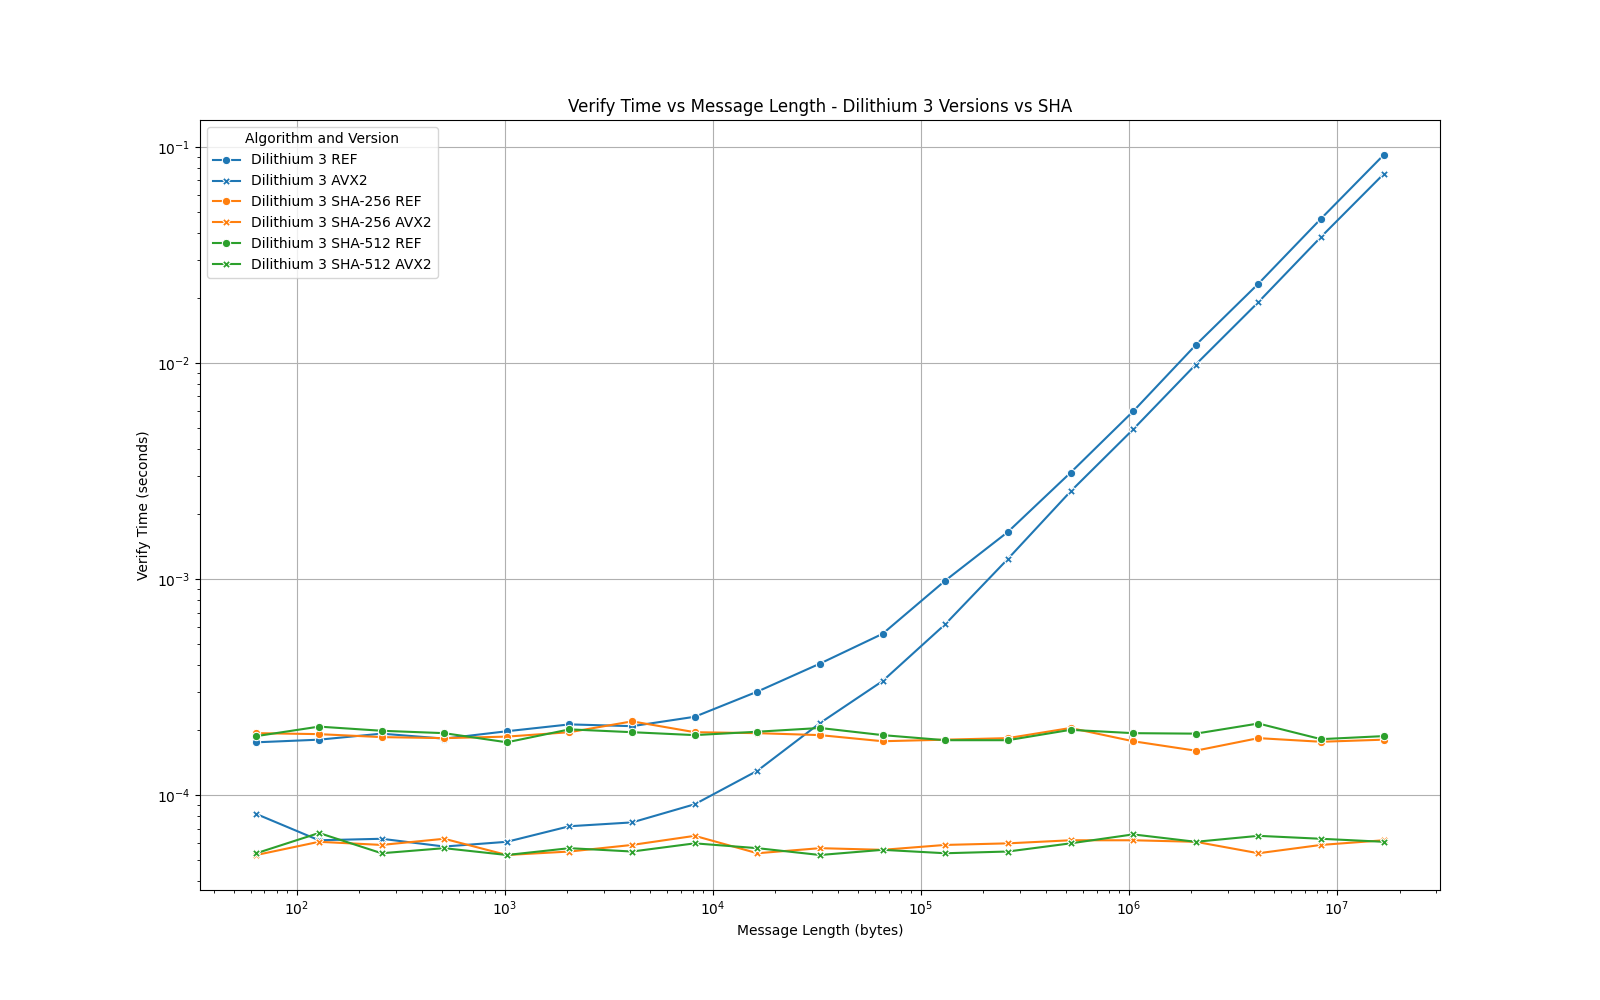 Verify Time vs Message Length - Dilithium 3 Versions vs SHA
Algorithm and Version
Dilithium 3 REF
Dilithium 3 AVX2
Dilithium 3 SHA-256 REF
Dilithium 3 SHA-256 AVX2
Dilithium 3 SHA-512 REF
Dilithium 3 SHA-512 AVX2
Verify Time (seconds)
10⁻¹
10⁻²
10⁻³
10⁻⁴
10² 10³ 10⁴ 10⁵ 10⁶ 10⁷
Message Length (bytes)